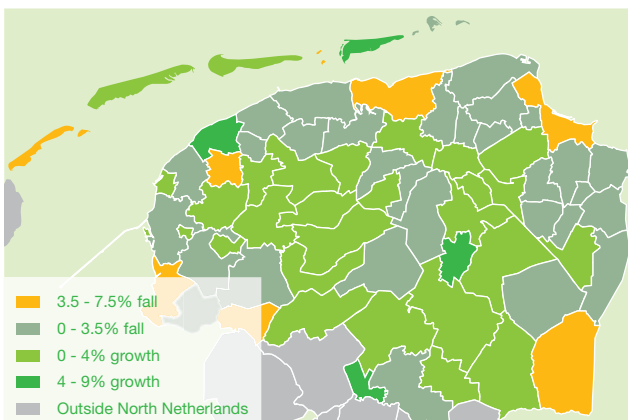 3.5 - 7.5% fall
0 - 3.5% fall
0 - 4% growth
4 - 9% growth
Outside North Netherlands